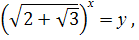 (√(2 + √3))ˣ = y ,